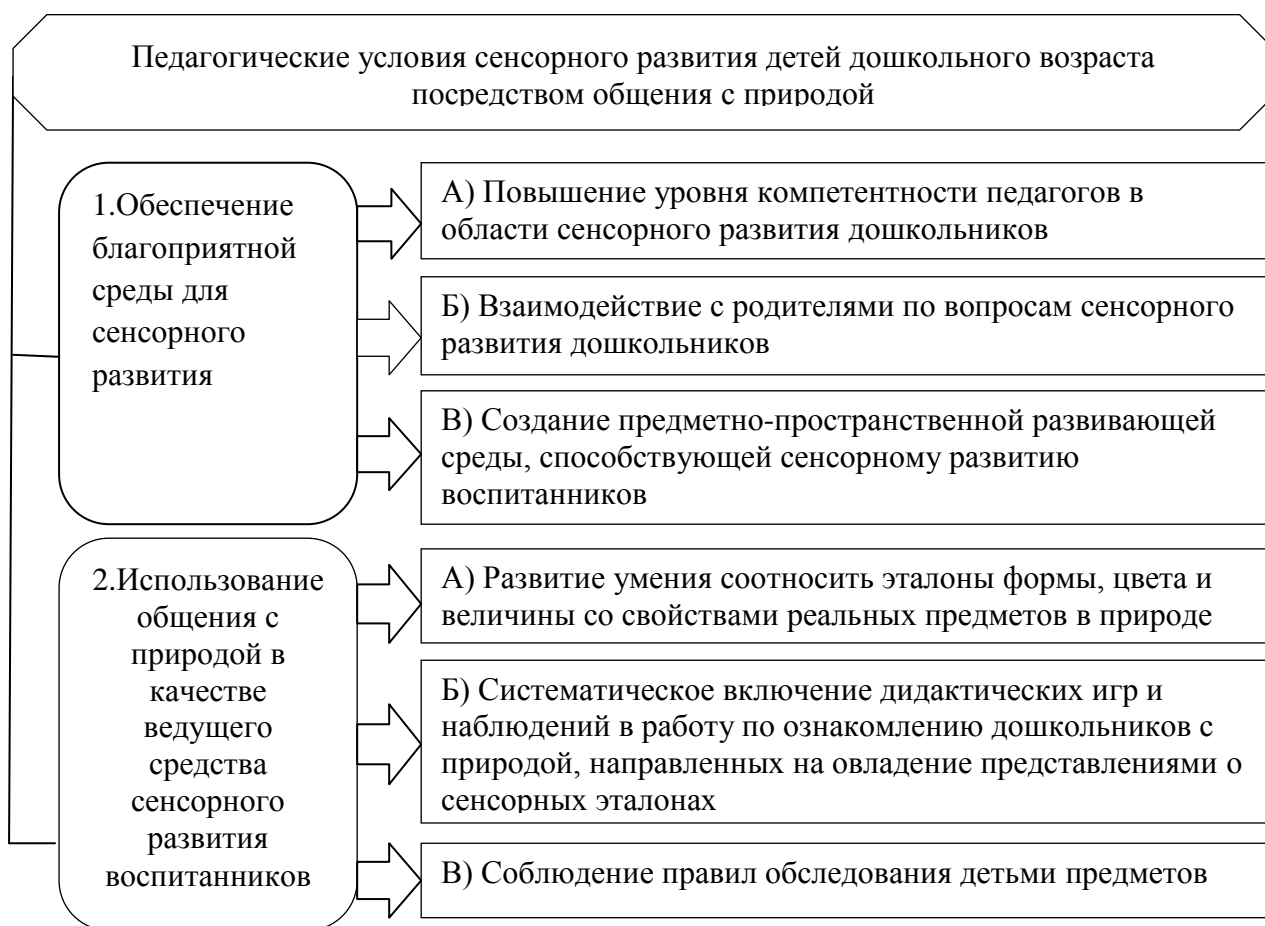 Педагогические условия сенсорного развития детей дошкольного возраста
посредством общения с природой
1.Обеспечение
благоприятной
среды для
сенсорного
развития
А) Повышение уровня компетентности педагогов в
области сенсорного развития дошкольников
Б) Взаимодействие с родителями по вопросам сенсорного
развития дошкольников
В) Создание предметно-пространственной развивающей
среды, способствующей сенсорному развитию
воспитанников
2.Использование
общения с
природой в
качестве
ведущего
средства
сенсорного
развития
воспитанников
А) Развитие умения соотносить эталоны формы, цвета и
величины со свойствами реальных предметов в природе
Б) Систематическое включение дидактических игр и
наблюдений в работу по ознакомлению дошкольников с
природой, направленных на овладение представлениями о
сенсорных эталонах
В) Соблюдение правил обследования детьми предметов